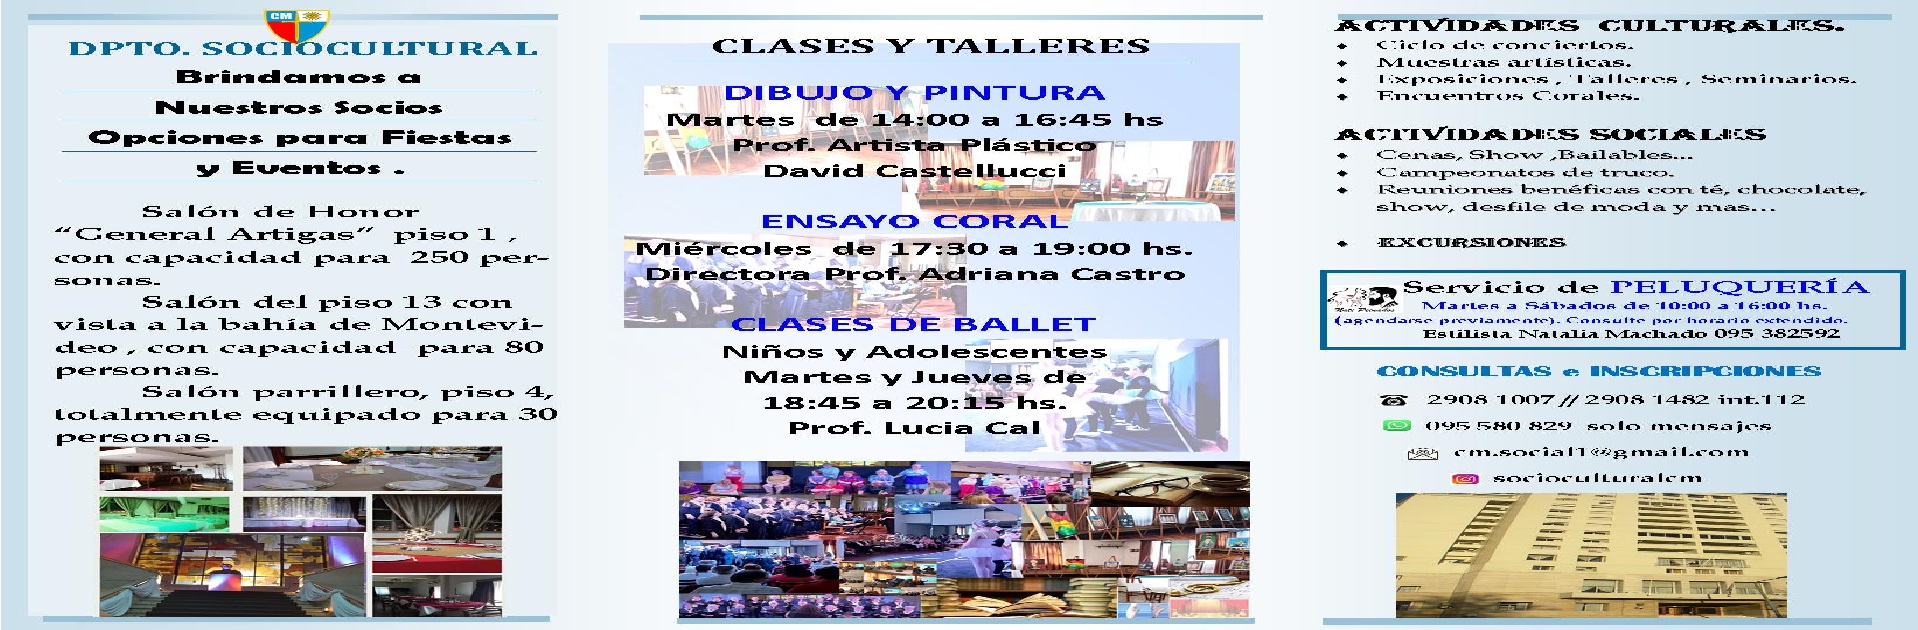 CM
DPTO. SOCIOCULTURAL
Brindamos a
Nuestros Socios
Opciones para Fiestas
y Eventos .
Salón de Honor
“General Artigas” piso 1 ,
con capacidad para 250 per-
sonas.
Salón del piso 13 con
vista a la bahía de Montevi-
deo , con capacidad para 80
personas.
Salón parrillero, piso 4,
totalmente equipado para 30
personas.
CLASES Y TALLERES
DIBUJO Y PINTURA
Martes de 14:00 a 16:45 hs
Prof. Artista Plástico
David Castellucci
ENSAYO CORAL
Miércoles de 17:30 a 19:00 hs.
Directora Prof. Adriana Castro
CLASES DE BALLET
Niños y Adolescentes
Martes y Jueves de
18:45 a 20:15 hs.
Prof. Lucia Cal
ACTIVIDADES CULTURALES.
Ciclo de conciertos.
Muestras artísticas.
Exposiciones , Talleres , Seminarios.
Encuentros Corales.
ACTIVIDADES SOCIALES
Cenas, Show ,Bailables...
Campeonatos de truco.
Reuniones benéficas con té, chocolate,
show, desfile de moda y mas...
EXCURSIONES
Servicio de PELUQUERÍA
Martes a Sábados de 10:00 a 16:00 hs.
(agendarse previamente). Consulte por horario extendido.
Estilista Natalia Machado 095 382592
Nati Peinados
CONSULTAS e INSCRIPCIONES
2908 1007 // 2908 1482 int.112
095 580 829 solo mensajes
cm.social1@gmail.com
socioculturalcm